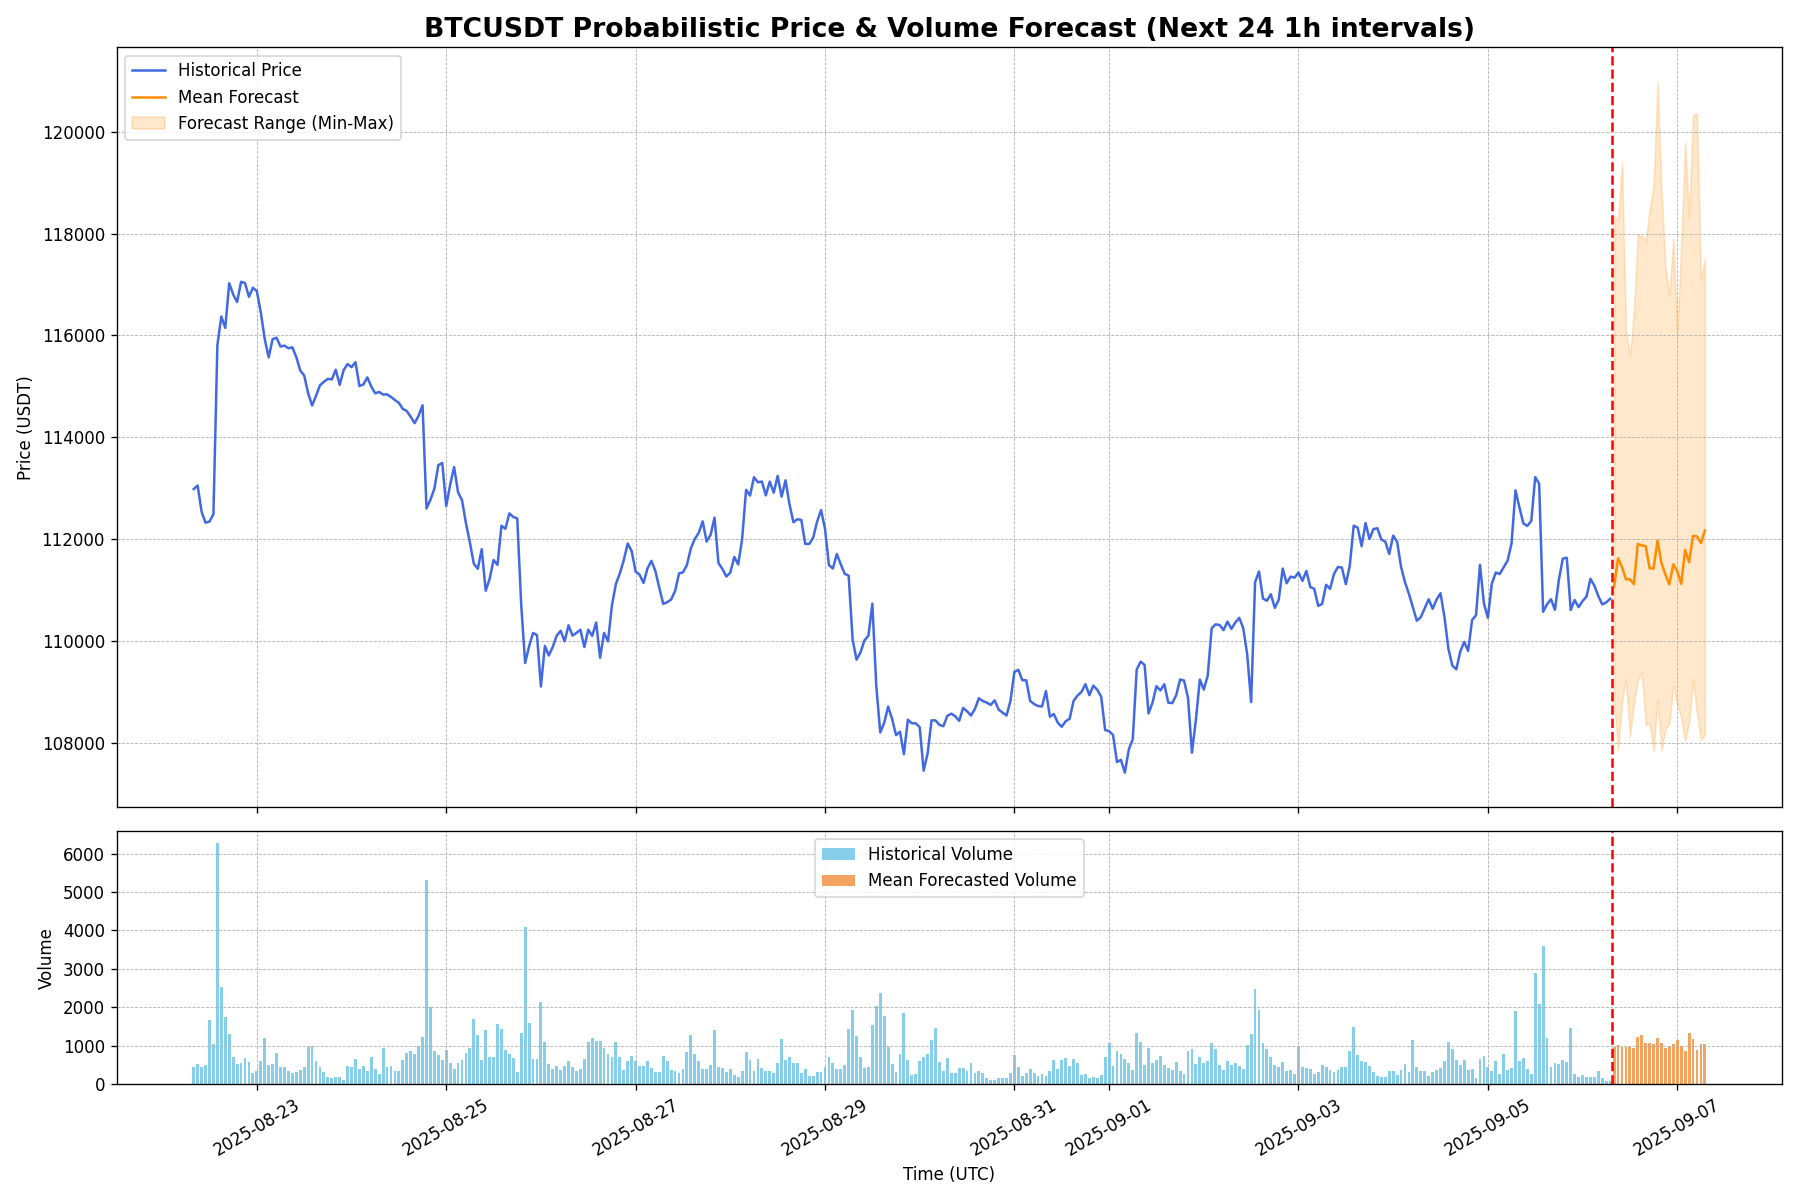 BTCUSDT Probabilistic Price & Volume Forecast (Next 24 1h intervals)
Historical Price
Mean Forecast
Forecast Range (Min-Max)
Price (USDT)
120000
118000
116000
114000
112000
110000
108000
Historical Volume
Mean Forecasted Volume
Volume
6000
5000
4000
3000
2000
1000
0
2025-08-23
2025-08-25
2025-08-27
2025-08-29
2025-08-31
2025-09-01
2025-09-03
2025-09-05
2025-09-07
Time (UTC)